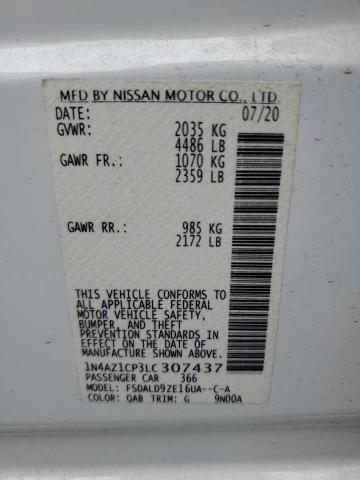 MFD BY NISSAN MOTOR CO., LTD.
DATE: 07/20
GVWR: 2035 KG
4486 LB
GAWR FR.: 1070 KG
2359 LB
GAWR RR.: 985 KG
2172 LB
THIS VEHICLE CONFORMS TO
ALL APPLICABLE FEDERAL
MOTOR VEHICLE SAFETY,
BUMPER, AND THEFT
PREVENTION STANDARDS IN
EFFECT ON THE DATE OF
MANUFACTURE SHOWN ABOVE.
1N4AZ1CP3LC307437
PASSENGER CAR 366
MODEL: FSDALD9ZE16UA--C-A
COLOR: QAB TRIM: G 9N00A